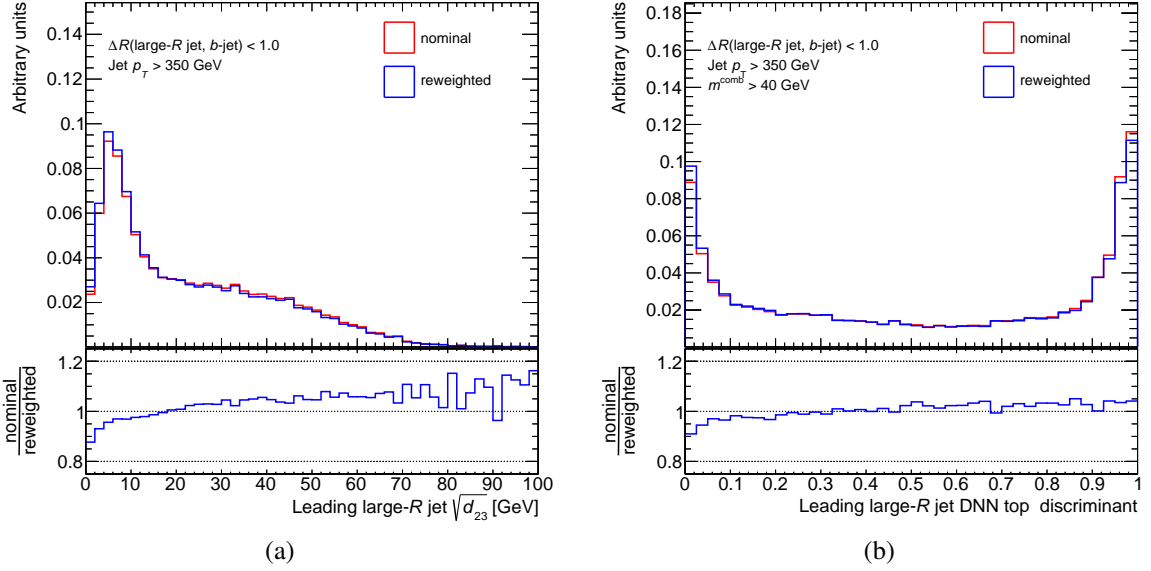 Arbitrary units
0.14
0.12
0.1
0.08
0.06
0.04
0.02
ΔR(large-R jet, b-jet) < 1.0
Jet p_T > 350 GeV
nominal
reweighted
nominal
reweighted
1.2
1
0.8
0 10 20 30 40 50 60 70 80 90 100
Leading large-R jet √d_23 [GeV]
(a)
Arbitrary units
0.18
0.16
0.14
0.12
0.1
0.08
0.06
0.04
0.02
ΔR(large-R jet, b-jet) < 1.0
Jet p_T > 350 GeV
m^comb > 40 GeV
nominal
reweighted
nominal
reweighted
1.2
1
0.8
0 0.1 0.2 0.3 0.4 0.5 0.6 0.7 0.8 0.9 1
Leading large-R jet DNN top discriminant
(b)